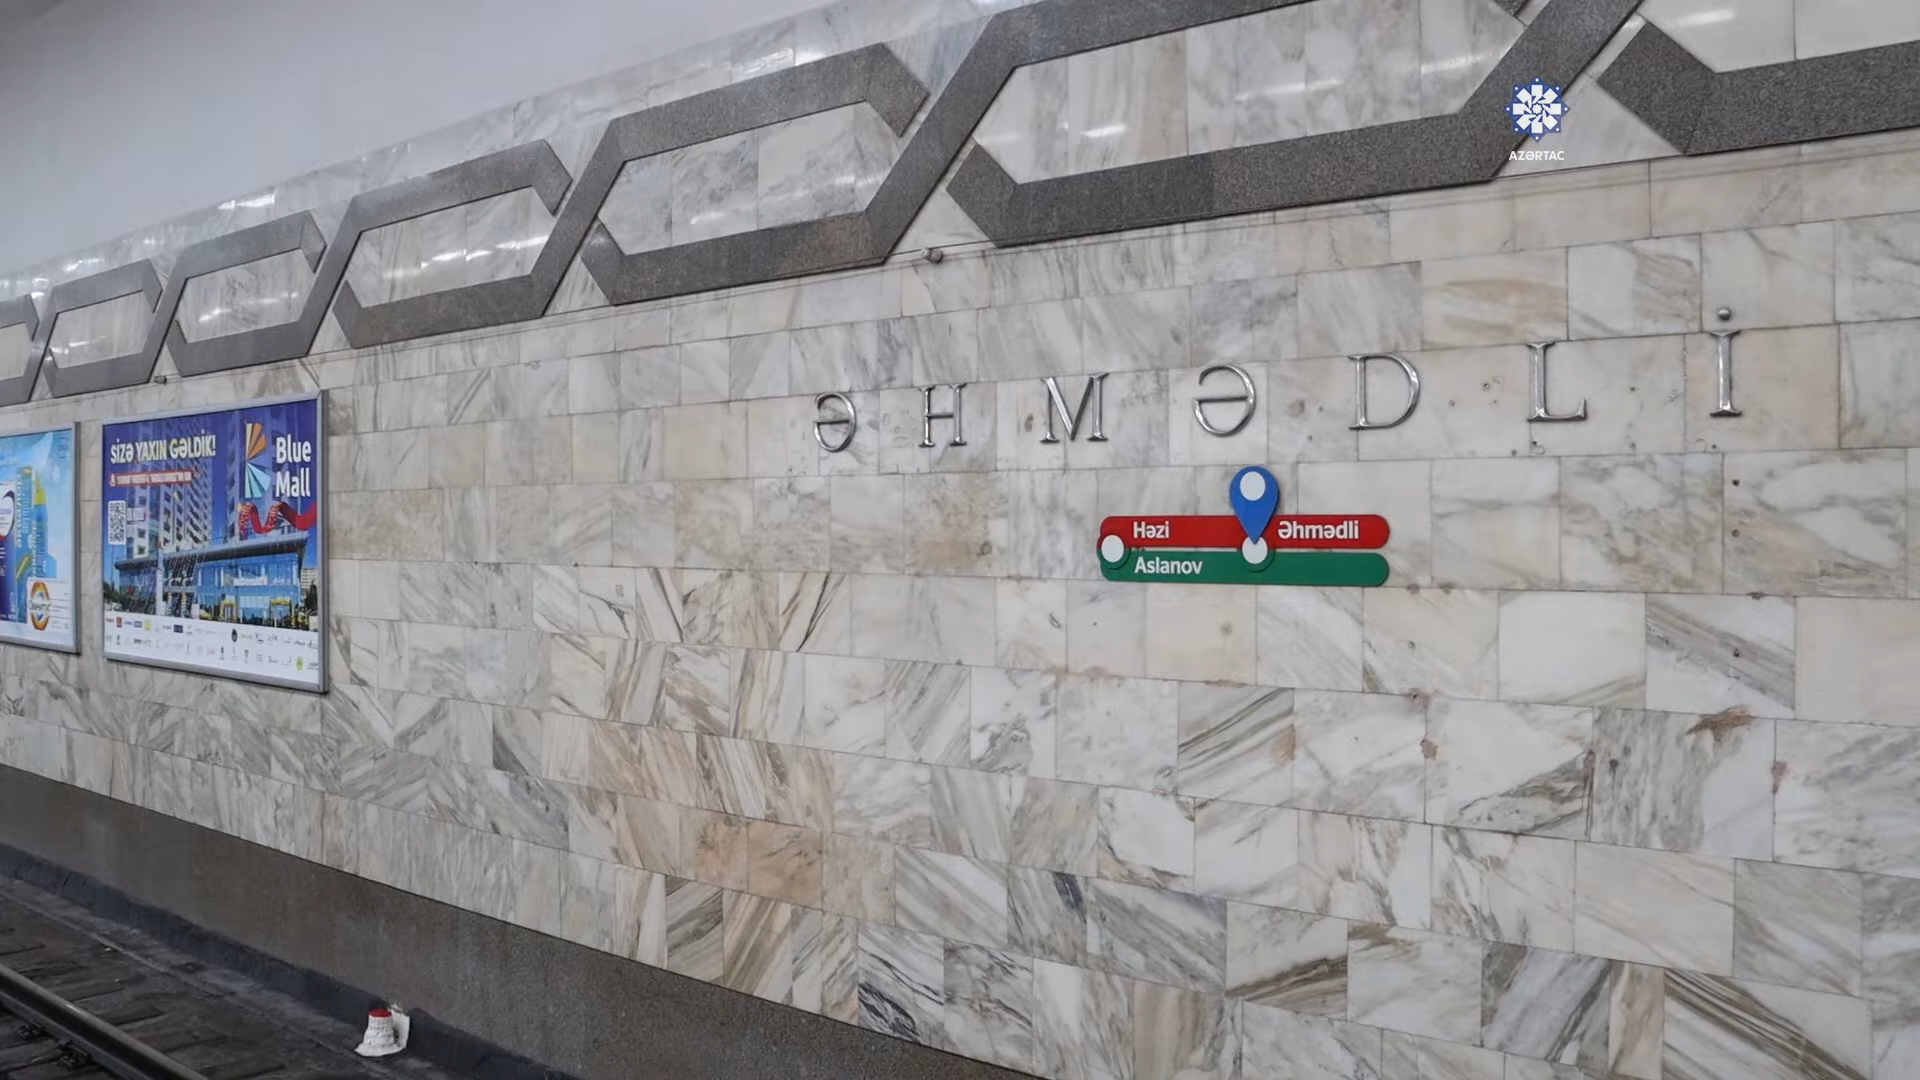 AZƏRTAC
ƏHMƏDLİ
Həzi
Aslanov
Əhmədli
SİZƏ YAXIN GƏLDİK!
Blue
Mall